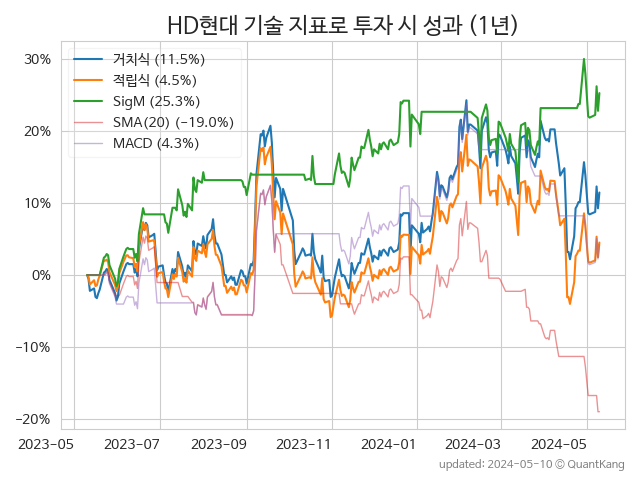 HD현대 기술 지표로 투자 시 성과 (1년)
30%
20%
10%
0%
−10%
−20%
거치식 (11.5%)
적립식 (4.5%)
SigM (25.3%)
SMA(20) (-19.0%)
MACD (4.3%)
2023-05 2023-07 2023-09 2023-11 2024-01 2024-03 2024-05
updated: 2024-05-10 © QuantKang